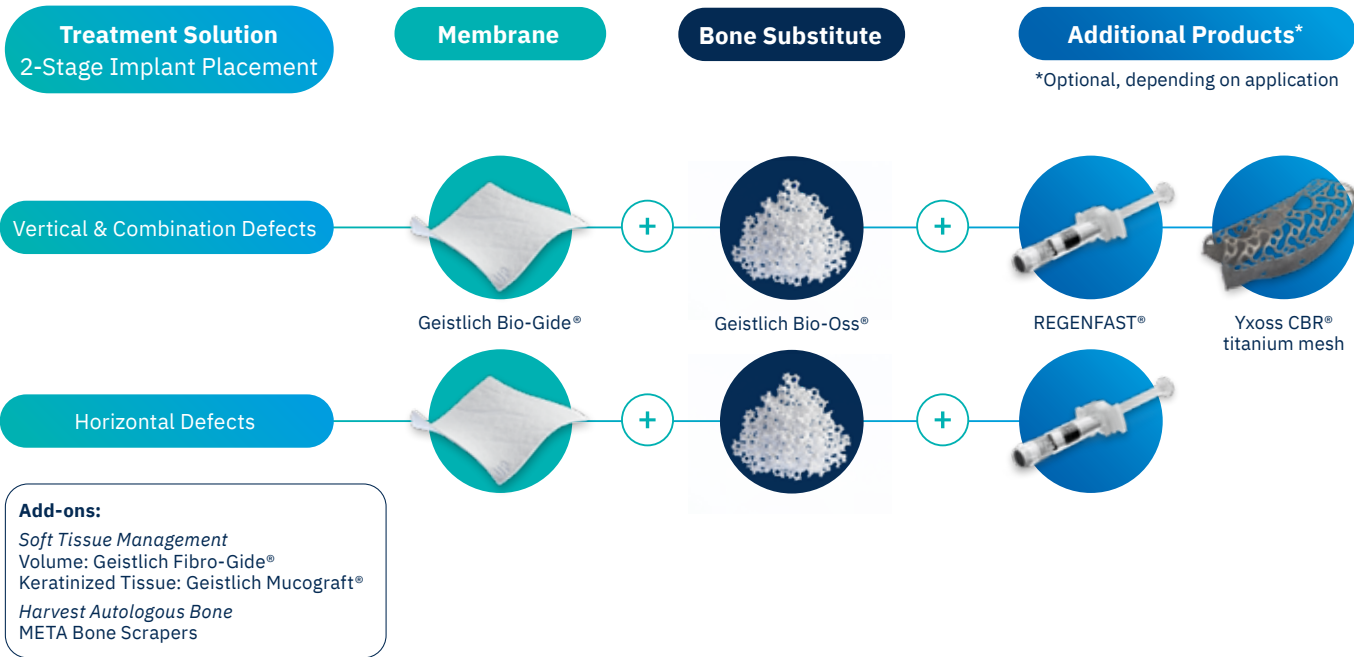 Treatment Solution
2-Stage Implant Placement
Membrane
Bone Substitute
Additional Products*
*Optional, depending on application
Vertical & Combination Defects
+
+
Geistlich Bio-Gide®
Geistlich Bio-Oss®
REGENFAST®
Yxoss CBR®
titanium mesh
Horizontal Defects
+
+
Add-ons:
Soft Tissue Management
Volume: Geistlich Fibro-Gide®
Keratinized Tissue: Geistlich Mucograft®
Harvest Autologous Bone
META Bone Scrapers